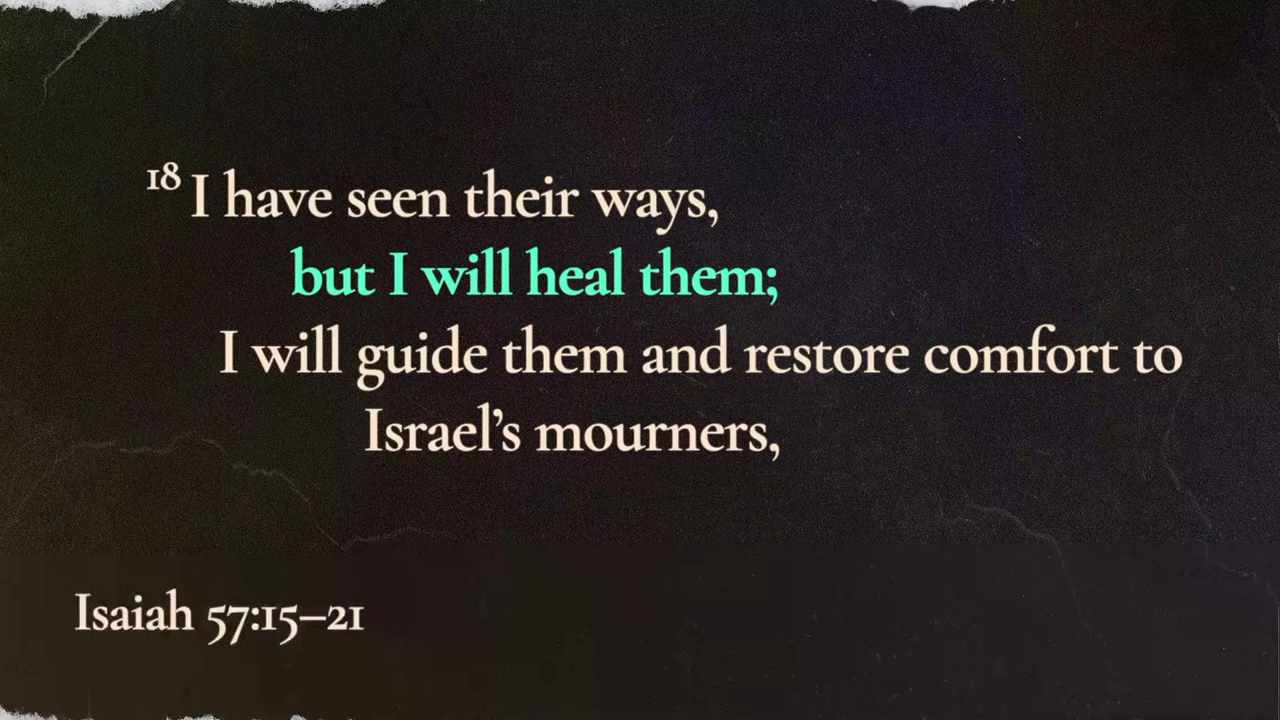 18 I have seen their ways,
but I will heal them;
I will guide them and restore comfort to
Israel’s mourners,
Isaiah 57:15–21